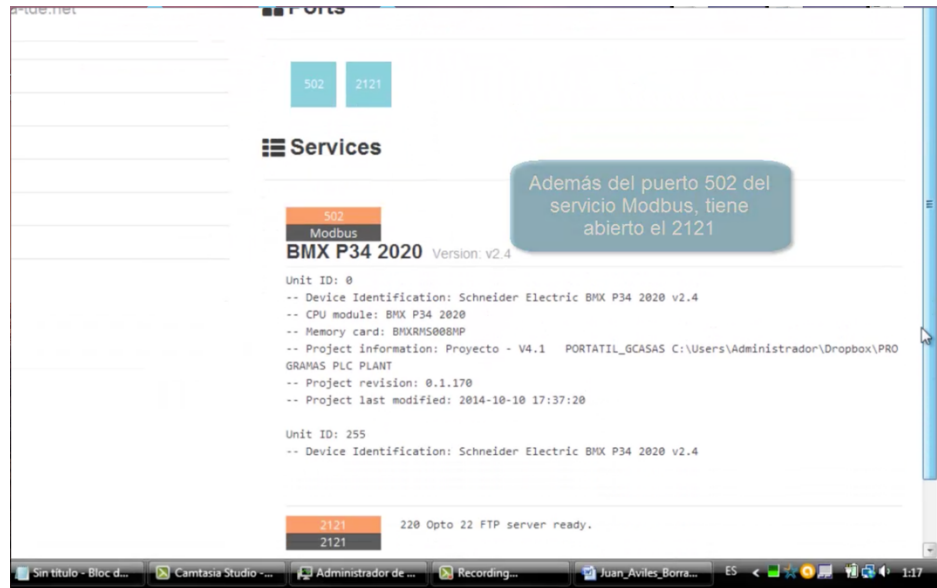 a-tde.net
Ports
502 2121
Services
Además del puerto 502 del
servicio Modbus, tiene
abierto el 2121
502
Modbus
BMX P34 2020 Version: v2.4
Unit ID: 0
-- Device Identification: Schneider Electric BMX P34 2020 v2.4
-- CPU module: BMX P34 2020
-- Memory card: BMXRMS008MP
-- Project information: Proyecto - V4.1 PORTATIL_GCASAS C:\Users\Administrador\Dropbox\PRO
GRAMAS PLC PLANT
-- Project revision: 0.1.170
-- Project last modified: 2014-10-10 17:37:20
Unit ID: 255
-- Device Identification: Schneider Electric BMX P34 2020 v2.4
2121
2121
220 Opto 22 FTP server ready.
Sin título - Bloc d... Camtasia Studio -... Administrador de ... Recording... Juan_Aviles_Borra... ES < 1:17